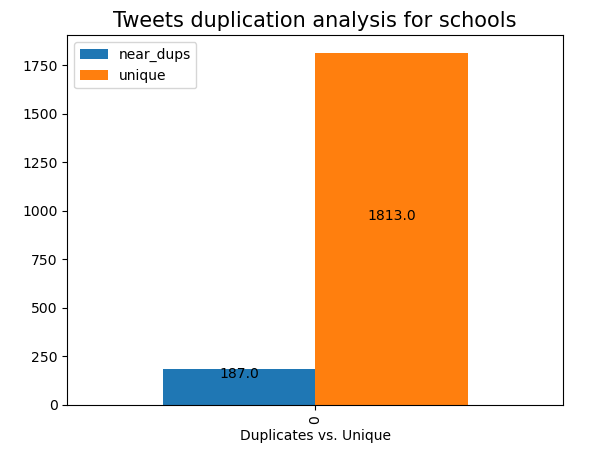 Tweets duplication analysis for schools
near_dups
unique
1750
1500
1250
1000
750
500
250
0
1813.0
187.0
0
Duplicates vs. Unique